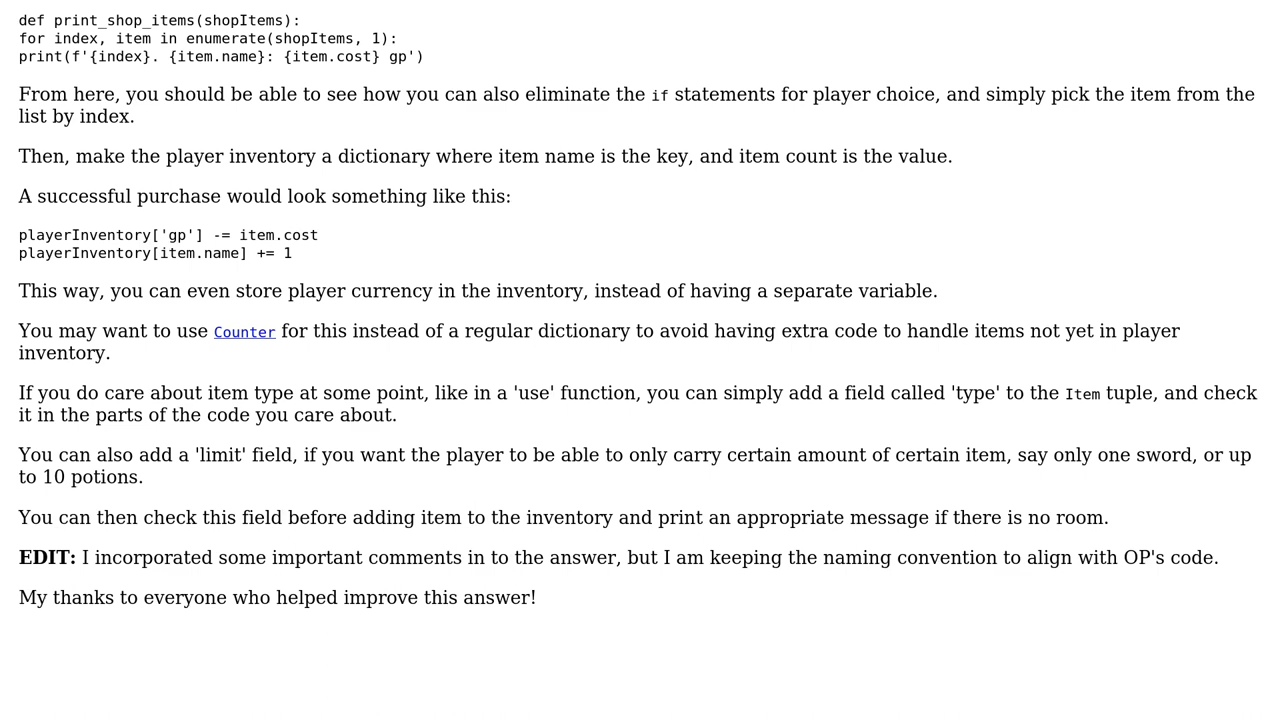 def print_shop_items(shopItems):
for index, item in enumerate(shopItems, 1):
print(f'{index}. {item.name}: {item.cost} gp')
From here, you should be able to see how you can also eliminate the if statements for player choice, and simply pick the item from the
list by index.
Then, make the player inventory a dictionary where item name is the key, and item count is the value.
A successful purchase would look something like this:
playerInventory['gp'] -= item.cost
playerInventory[item.name] += 1
This way, you can even store player currency in the inventory, instead of having a separate variable.
You may want to use Counter for this instead of a regular dictionary to avoid having extra code to handle items not yet in player
inventory.
If you do care about item type at some point, like in a 'use' function, you can simply add a field called 'type' to the Item tuple, and check
it in the parts of the code you care about.
You can also add a 'limit' field, if you want the player to be able to only carry certain amount of certain item, say only one sword, or up
to 10 potions.
You can then check this field before adding item to the inventory and print an appropriate message if there is no room.
EDIT: I incorporated some important comments in to the answer, but I am keeping the naming convention to align with OP's code.
My thanks to everyone who helped improve this answer!